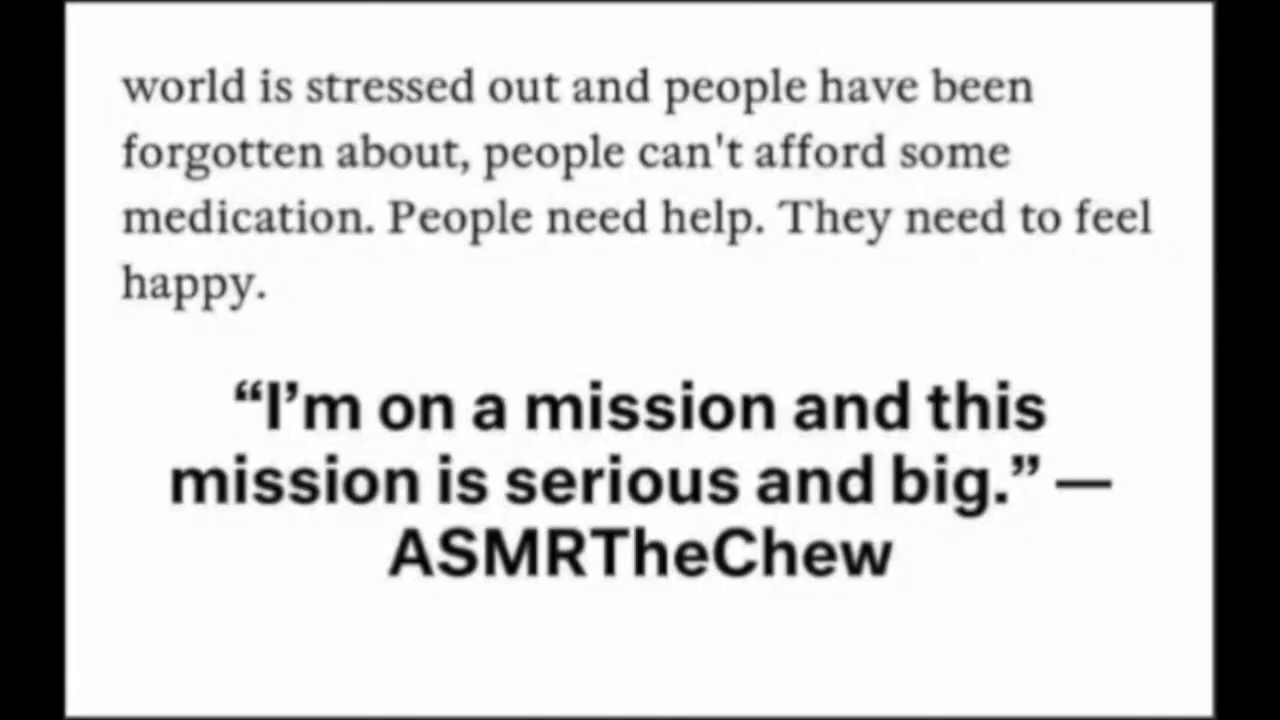 world is stressed out and people have been
forgotten about, people can't afford some
medication. People need help. They need to feel
happy.
“I’m on a mission and this
mission is serious and big.” —
ASMRTheChew